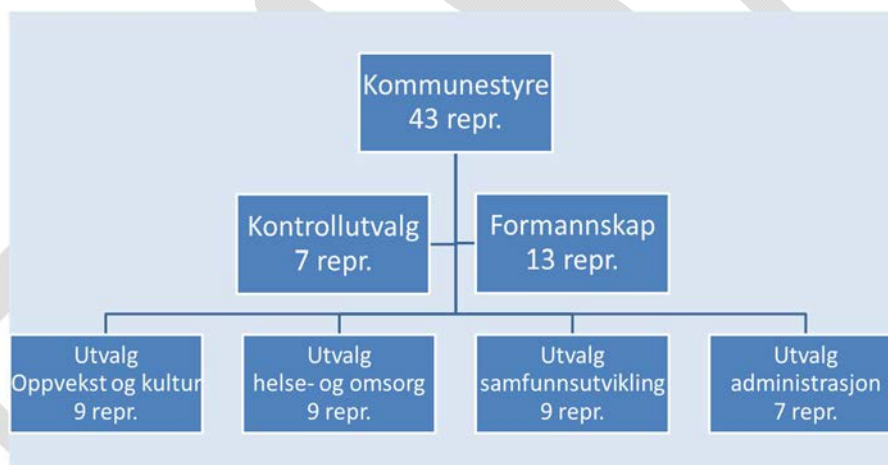 Kommunestyre
43 repr.
Kontrollutvalg
7 repr.
Formannskap
13 repr.
Utvalg
Oppvekst og kultur
9 repr.
Utvalg
helse- og omsorg
9 repr.
Utvalg
samfunnsutvikling
9 repr.
Utvalg
administrasjon
7 repr.